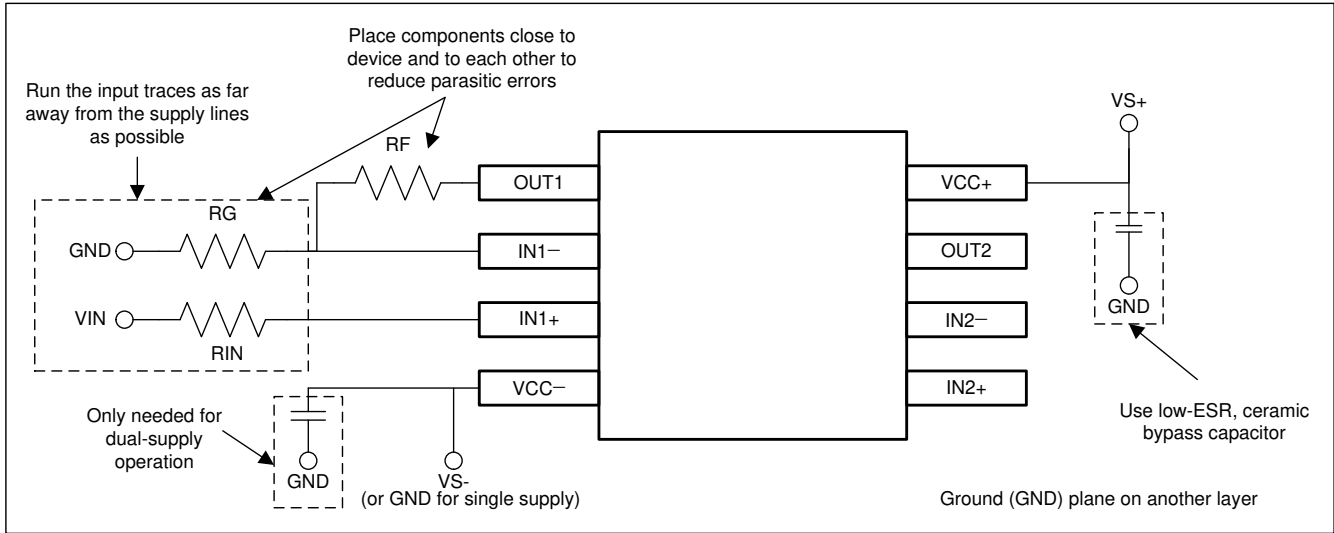 Place components close to
device and to each other to
reduce parasitic errors
Run the input traces as far
away from the supply lines
as possible
VS+
RF
OUT1
VCC+
RG
GND
IN1−
OUT2
GND
VIN
IN1+
IN2−
RIN
VCC−
IN2+
Only needed for
dual-supply
operation
Use low-ESR, ceramic
bypass capacitor
GND
VS-
(or GND for single supply)
Ground (GND) plane on another layer